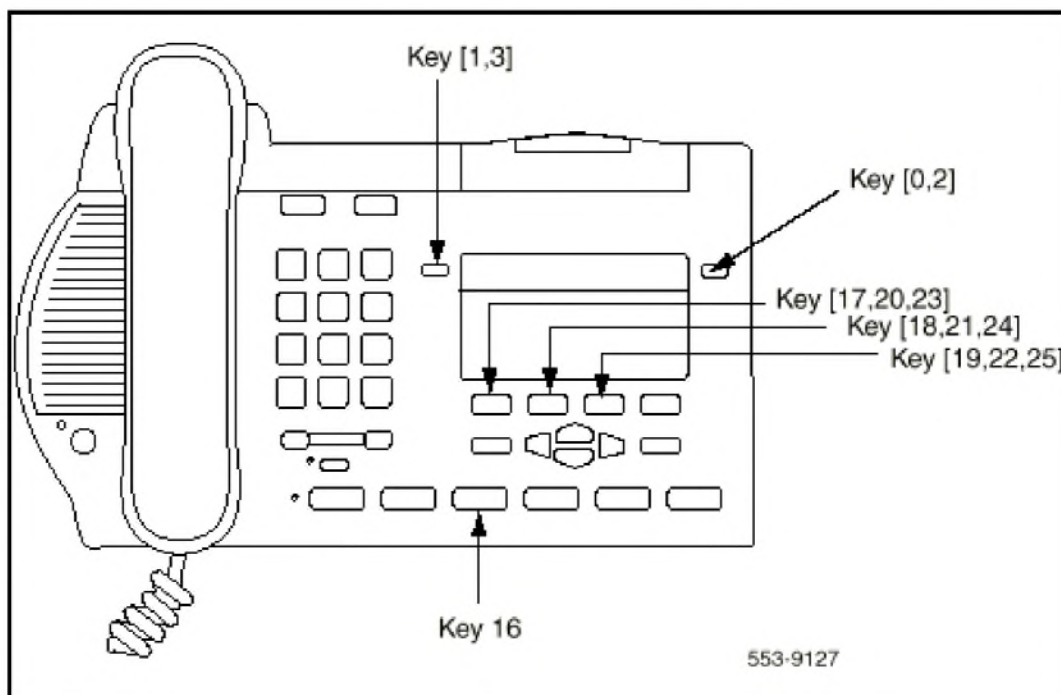 Key [1,3]
Key [0,2]
Key [17,20,23]
Key [18,21,24]
Key [19,22,25]
Key 16
553-9127